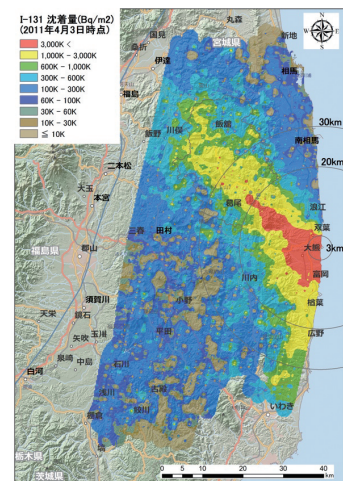 I-131 沈着量(Bq/m2)
(2011年4月3日時点)
3,000K <
1,000K - 3,000K
600K - 1,000K
300K - 600K
100K - 300K
60K - 100K
30K - 60K
10K - 30K
≦ 10K
丸森
国見
宮城県
新地
桑折
伊達
相馬
福島
飯舘
30km
飯野
川俣
南相馬
20km
二本松
大玉
本宮
葛尾
浪江
双葉
三春
田村
大熊
3km
福島県
郡山
富岡
川内
須賀川
小野
楢葉
天栄
鏡石
平田
広野
矢吹
玉川
泉崎
中島
石川
白河
浅川
古殿
いわき
棚倉
鮫川
塙
栃木県
茨城県
0 5 10 20 30 40
km